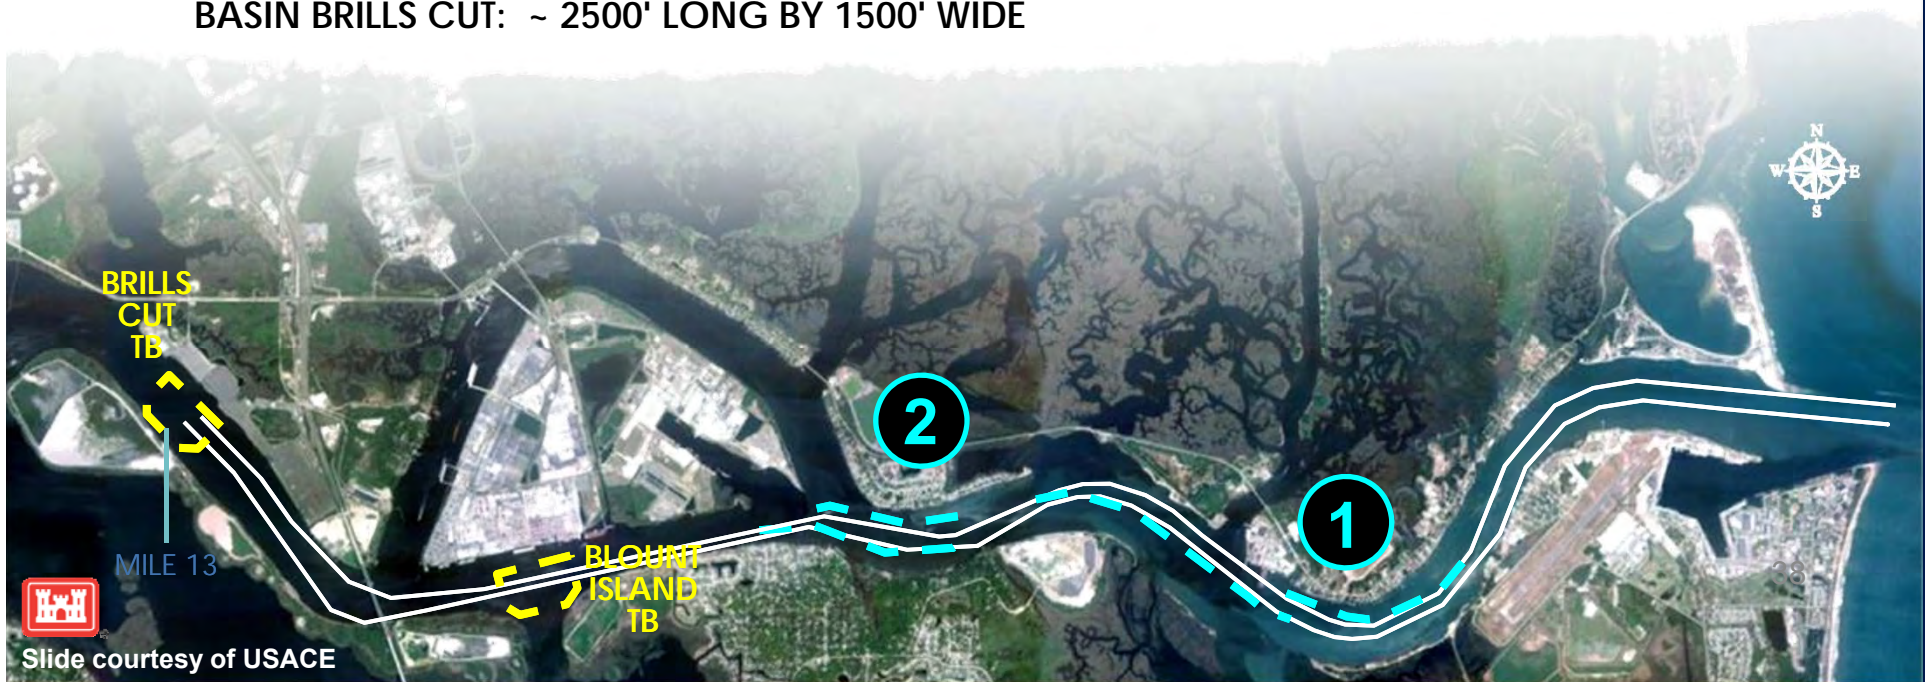 BASIN BRILLS CUT: ~ 2500' LONG BY 1500' WIDE
N
W E
S
BRILLS
CUT
TB
2
1
MILE 13
BLOUNT
ISLAND
TB
28
Slide courtesy of USACE